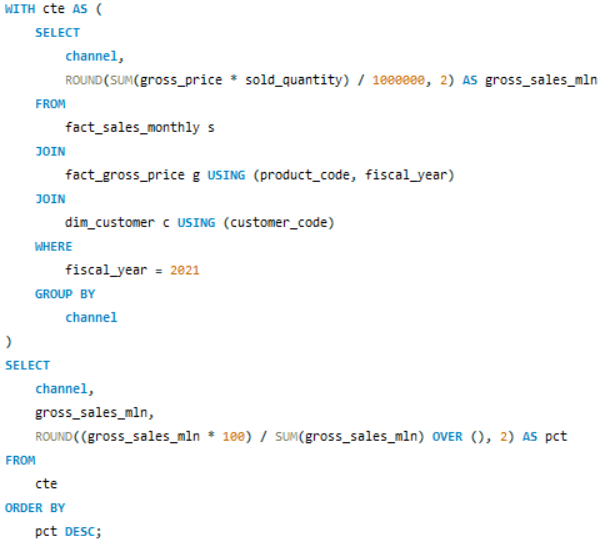 WITH cte AS (
    SELECT
        channel,
        ROUND(SUM(gross_price * sold_quantity) / 1000000, 2) AS gross_sales_mln
    FROM
        fact_sales_monthly s
    JOIN
        fact_gross_price g USING (product_code, fiscal_year)
    JOIN
        dim_customer c USING (customer_code)
    WHERE
        fiscal_year = 2021
    GROUP BY
        channel
)
SELECT
    channel,
    gross_sales_mln,
    ROUND((gross_sales_mln * 100) / SUM(gross_sales_mln) OVER (), 2) AS pct
FROM
    cte
ORDER BY
    pct DESC;